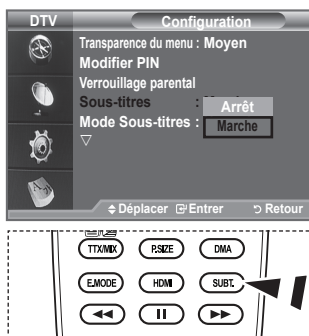 DTV Configuration
Transparence du menu : Moyen
Modifier PIN
Verrouillage parental
Sous-titres : Arrêt
Mode Sous-titres : Marche
Déplacer Entrer Retour
TTX/MIX P.SIZE DMA
E.MODE HDMI SUBT.